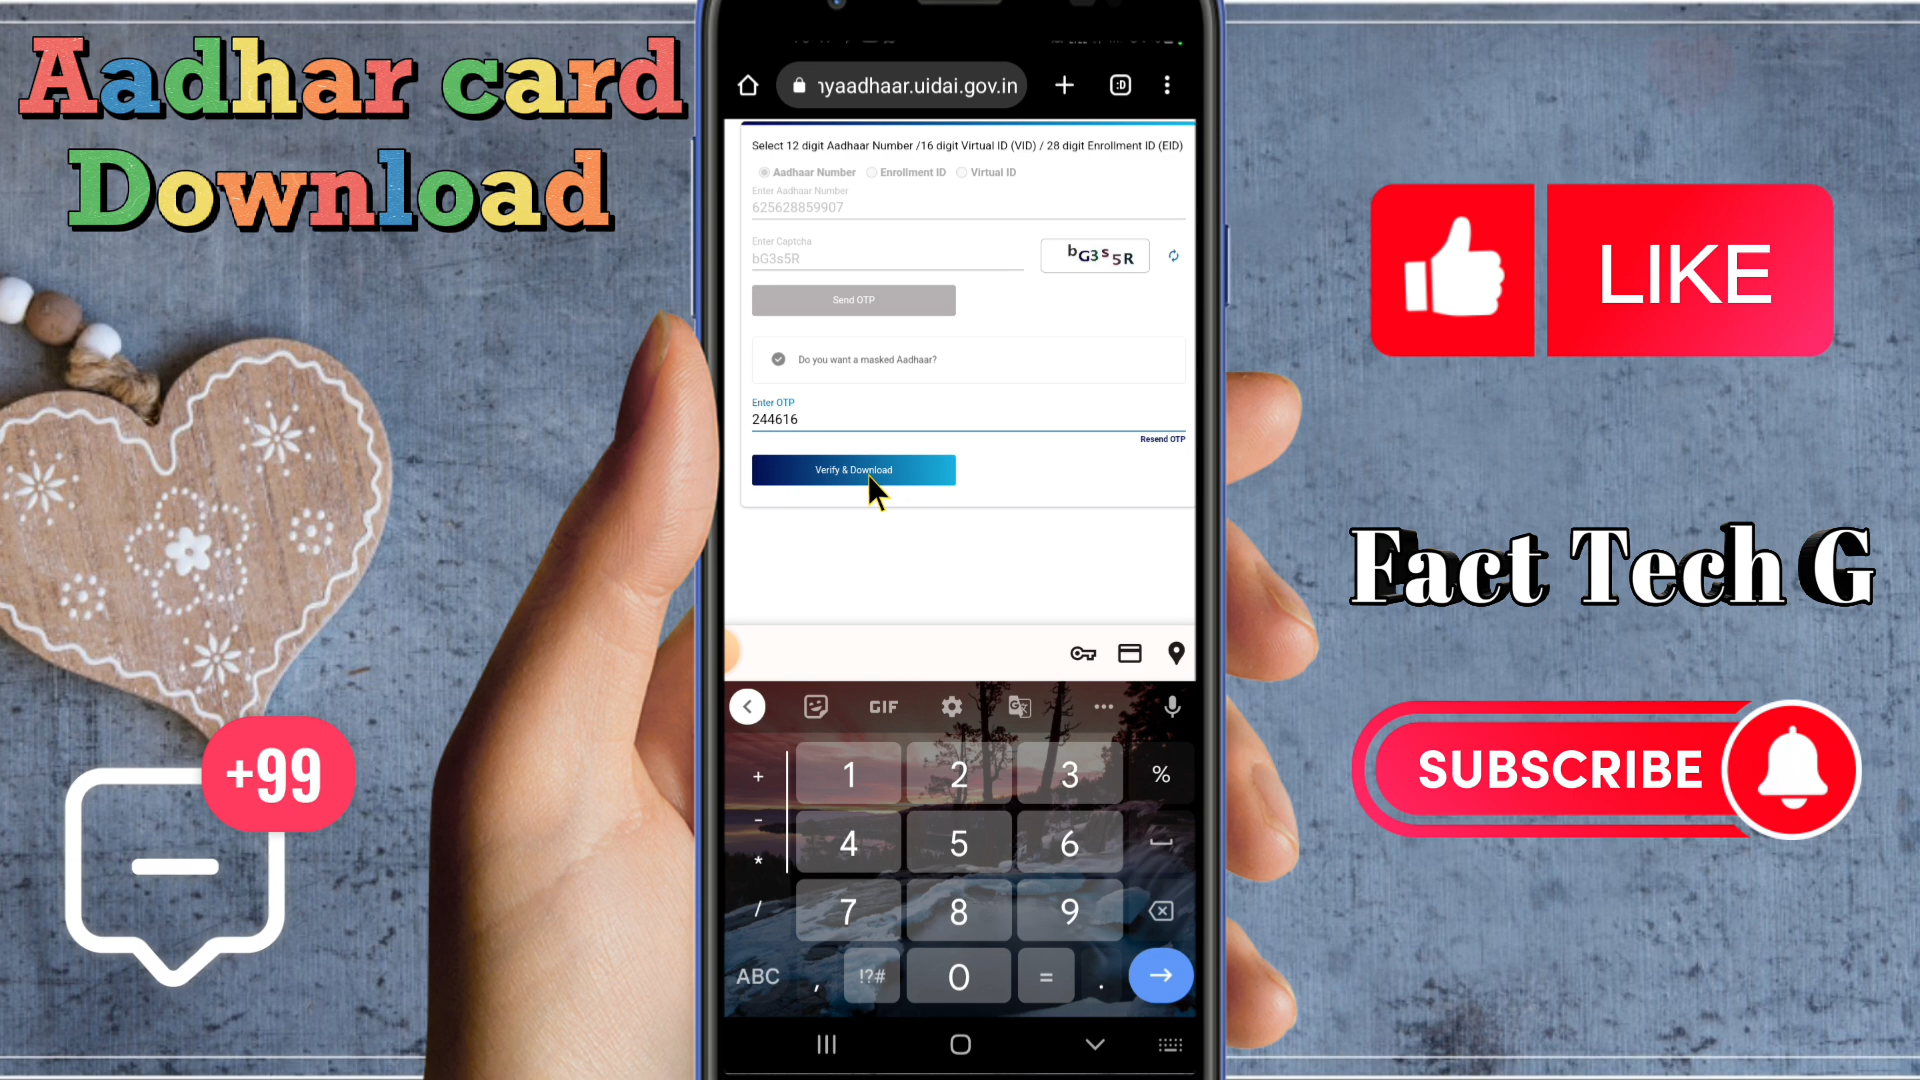 Aadhar card
Download
nyaadhaar.uidai.gov.in
:D
Select 12 digit Aadhaar Number /16 digit Virtual ID (VID) / 28 digit Enrollment ID (EID)
Aadhaar Number Enrollment ID Virtual ID
Enter Aadhaar Number
625628859907
Enter Captcha
bG3s5R
bG3s5R
Send OTP
Do you want a masked Aadhaar?
Enter OTP
244616
Resend OTP
Verify & Download
LIKE
Fact Tech G
SUBSCRIBE
+99
GIF
+ 1 2 3 %
- 4 5 6
*
/ 7 8 9
ABC , !?# 0 = .